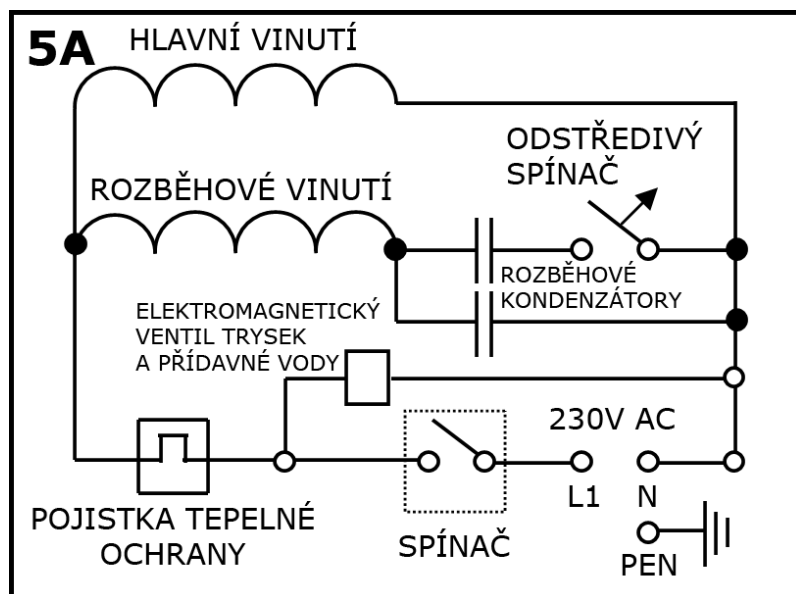 5A
HLAVNÍ VINUTÍ
ODSTŘEDIVÝ
SPÍNAČ
ROZBĚHOVÉ VINUTÍ
ROZBĚHOVÉ
KONDENZÁTORY
ELEKTROMAGNETICKÝ
VENTIL TRYSEK
A PŘÍDAVNÉ VODY
230V AC
L1
N
POJISTKA TEPELNÉ
OCHRANY
SPÍNAČ
PEN